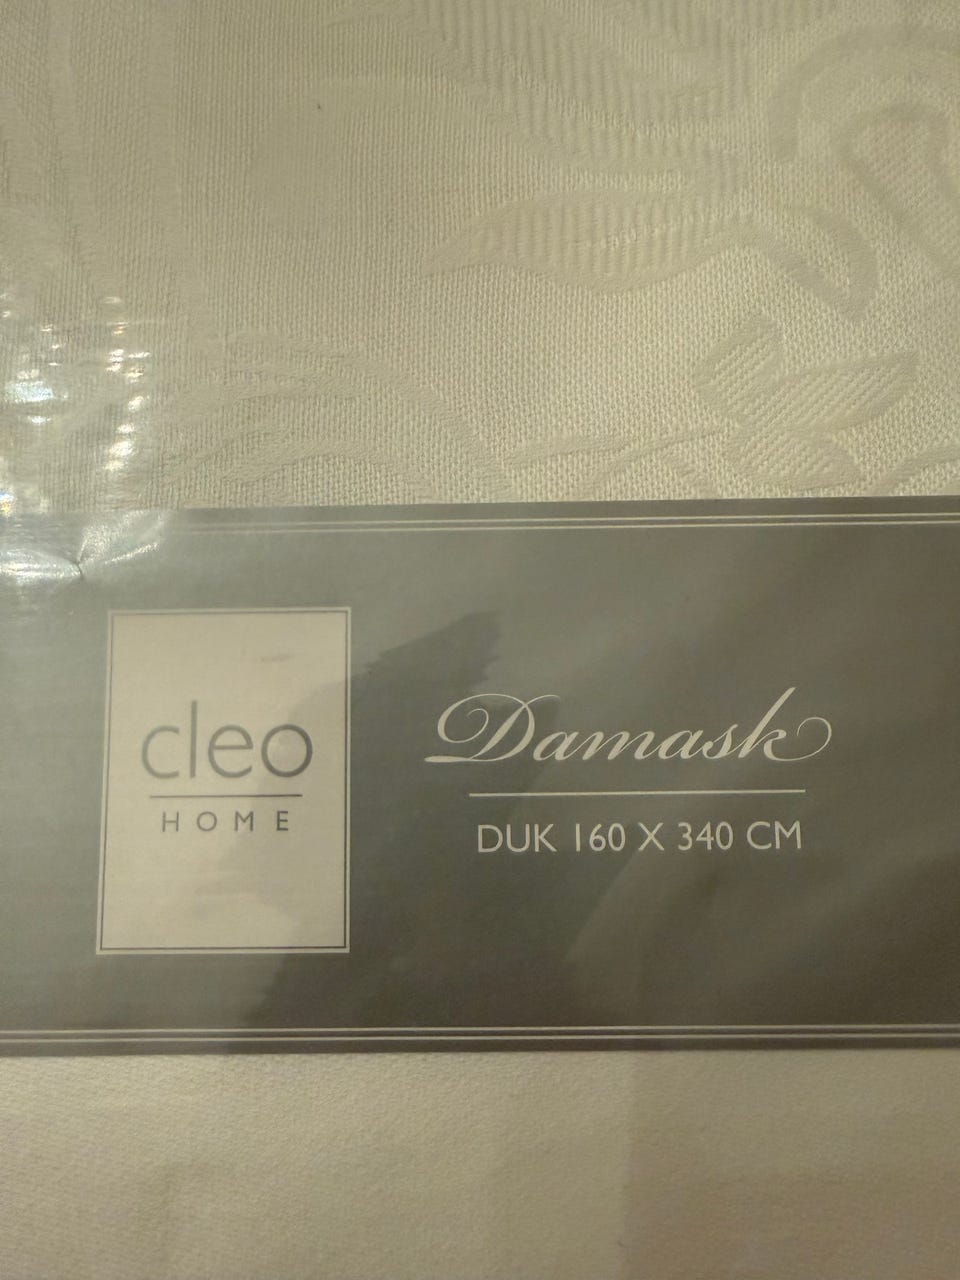 cleo
HOME
Damask
DUK 160 X 340 CM